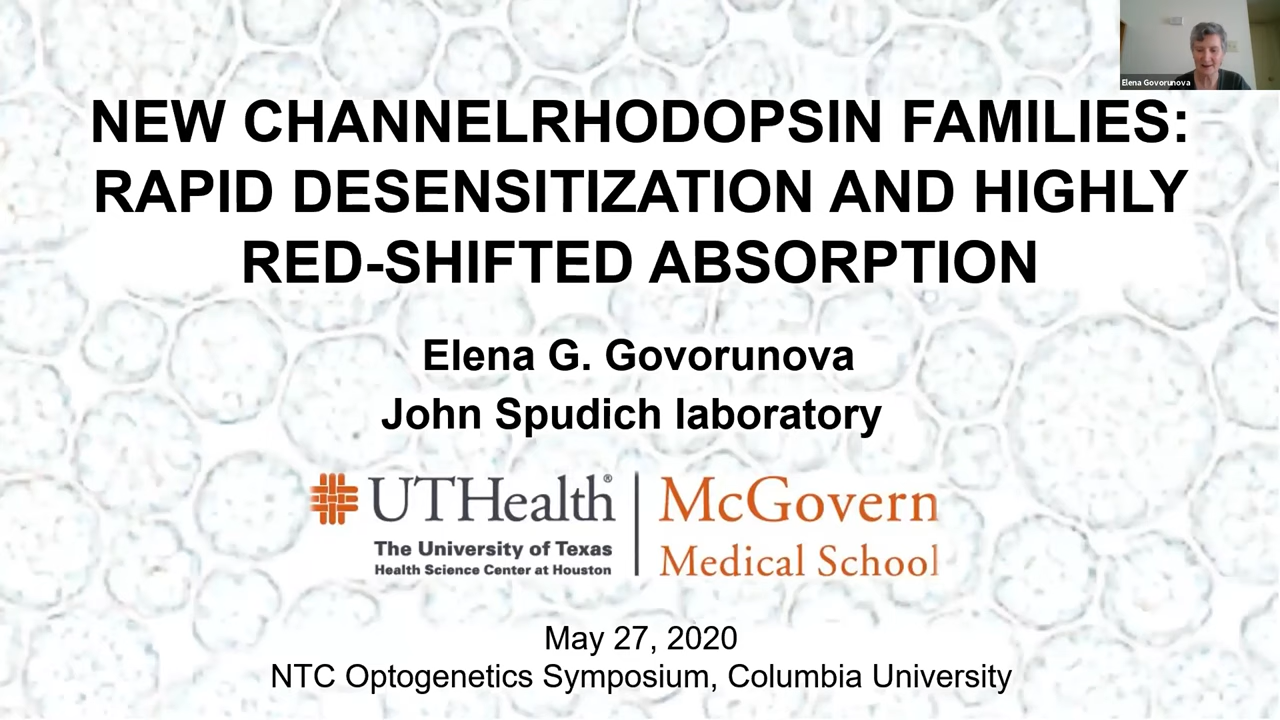 Elena Govorunova
NEW CHANNELRHODOPSIN FAMILIES:
RAPID DESENSITIZATION AND HIGHLY
RED-SHIFTED ABSORPTION
Elena G. Govorunova
John Spudich laboratory
UTHealth®
The University of Texas
Health Science Center at Houston
McGovern
Medical School
May 27, 2020
NTC Optogenetics Symposium, Columbia University